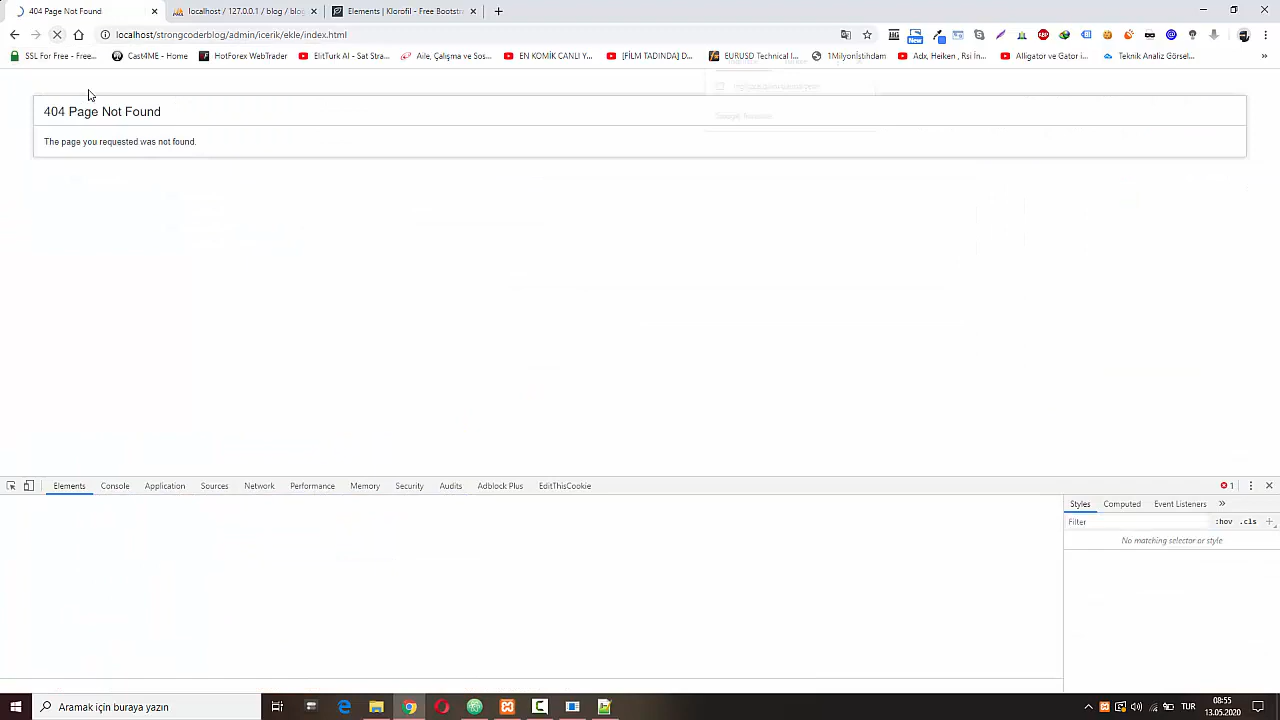 404 Page Not Found
localhost / 127.0.0.1 / blog / blog
Elements | Klorofil - Free Bootstr
localhost/strongcoderblog/admin/icerik/ekle/index.html
SSL For Free - Free...
Cast4ME - Home
HotForex WebTrader
ElitTurk AI - Sat Stra...
Aile, Çalışma ve Sos...
EN KOMİK CANLI Y...
[FİLM TADINDA] D...
EURUSD Technical I...
1Milyonİstihdam
Adx, Heiken , Rsi İn...
Alligator ve Gator i...
Teknik Analiz Görsel...
»
404 Page Not Found
The page you requested was not found.
Elements
Console
Application
Sources
Network
Performance
Memory
Security
Audits
Adblock Plus
EditThisCookie
1
Styles
Computed
Event Listeners
»
Filter
:hov
.cls
No matching selector or style
Aramak için buraya yazın
TUR
08:55
13.05.2020